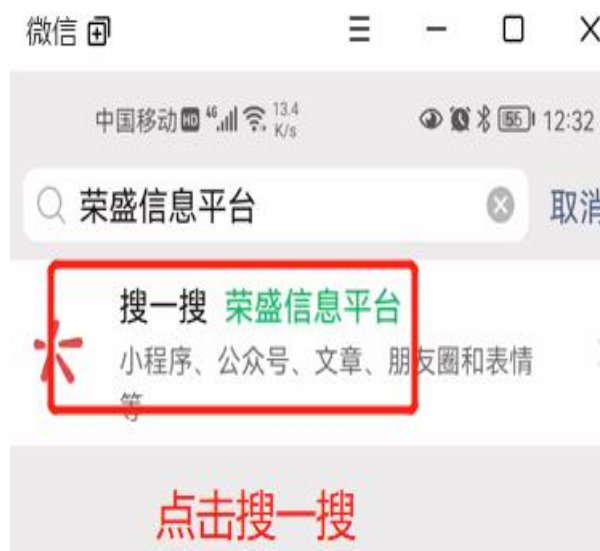 微信
中国移动 HD 4G 13.4 K/s 55 12:32
荣盛信息平台 取消
搜一搜 荣盛信息平台
小程序、公众号、文章、朋友圈和表情
等
点击搜一搜